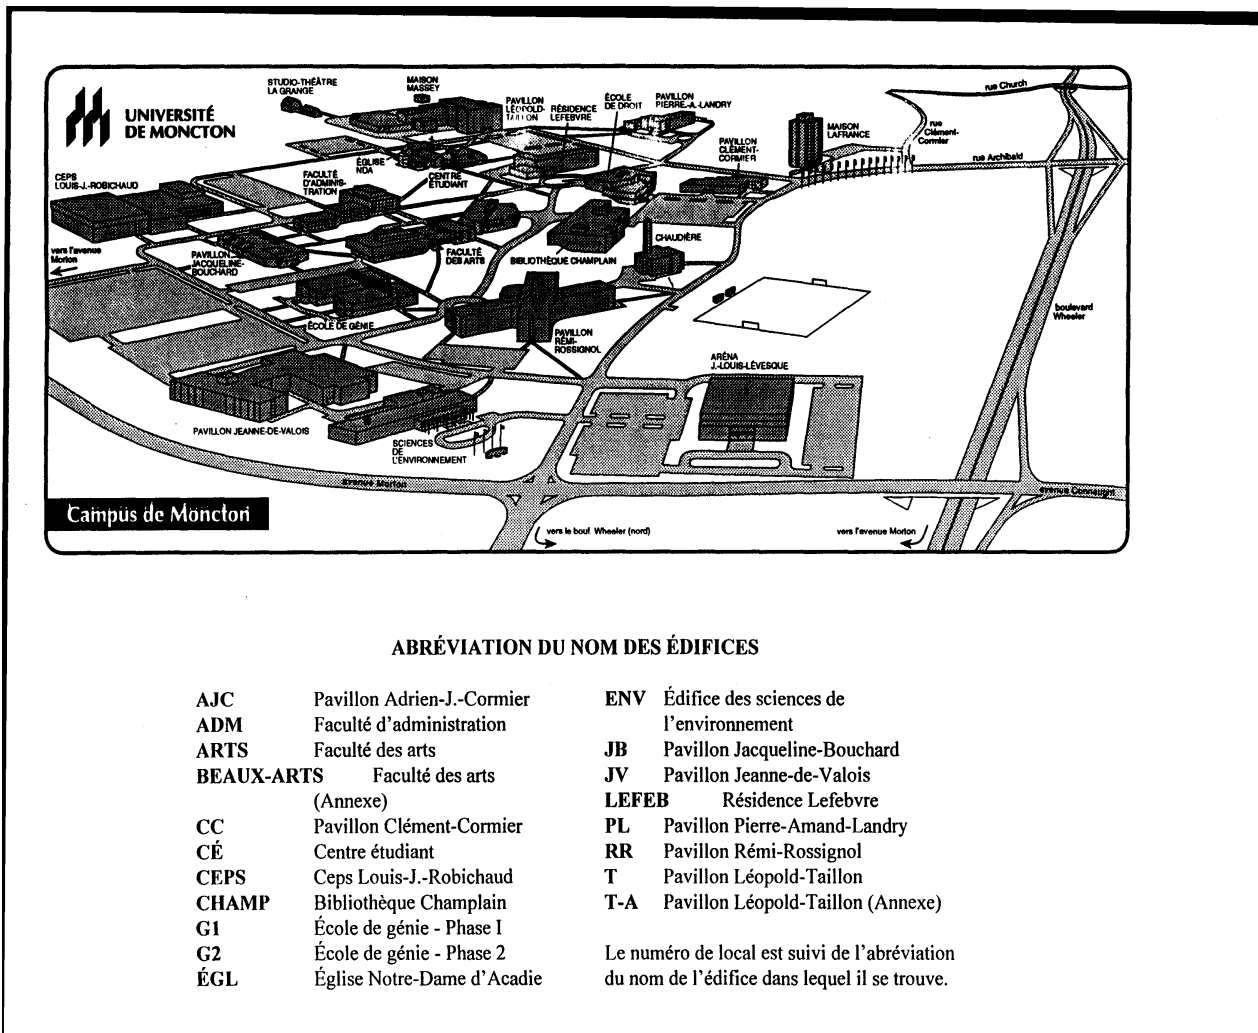 UNIVERSITÉ
DE MONCTON
STUDIO-THÉÂTRE
LA GRANGE
MAISON
MASSEY
PAVILLON
LÉOPOLD-
TAILLON
RÉSIDENCE
LEFEBVRE
ÉCOLE
DE DROIT
PAVILLON
PIERRE-A.-LANDRY
PAVILLON
CLÉMENT-
CORMIER
MAISON
LAFRANCE
rue
Clément-
Cormier
rue Church
rue Archibald
CEPS
LOUIS-J.-ROBICHAUD
FACULTÉ
D'ADMINIS-
TRATION
ÉGLISE
NDA
CENTRE
ÉTUDIANT
vers l'avenue
Morton
PAVILLON
JACQUELINE-
BOUCHARD
FACULTÉ
DES ARTS
BIBLIOTHÈQUE CHAMPLAIN
CHAUDIÈRE
ÉCOLE DE GÉNIE
PAVILLON
RÉMI-
ROSSIGNOL
boulevard
Wheeler
ARÉNA
J.-LOUIS-LÉVESQUE
PAVILLON JEANNE-DE-VALOIS
SCIENCES
DE
L'ENVIRONNEMENT
avenue Morton
avenue Connaught
Campus de Moncton
vers le boul. Wheeler (nord)
vers l'avenue Morton
ABRÉVIATION DU NOM DES ÉDIFICES
AJC Pavillon Adrien-J.-Cormier
ADM Faculté d'administration
ARTS Faculté des arts
BEAUX-ARTS Faculté des arts
(Annexe)
CC Pavillon Clément-Cormier
CÉ Centre étudiant
CEPS Ceps Louis-J.-Robichaud
CHAMP Bibliothèque Champlain
G1 École de génie - Phase I
G2 École de génie - Phase 2
ÉGL Église Notre-Dame d'Acadie
ENV Édifice des sciences de
l'environnement
JB Pavillon Jacqueline-Bouchard
JV Pavillon Jeanne-de-Valois
LEFEB Résidence Lefebvre
PL Pavillon Pierre-Amand-Landry
RR Pavillon Rémi-Rossignol
T Pavillon Léopold-Taillon
T-A Pavillon Léopold-Taillon (Annexe)
Le numéro de local est suivi de l'abréviation
du nom de l'édifice dans lequel il se trouve.